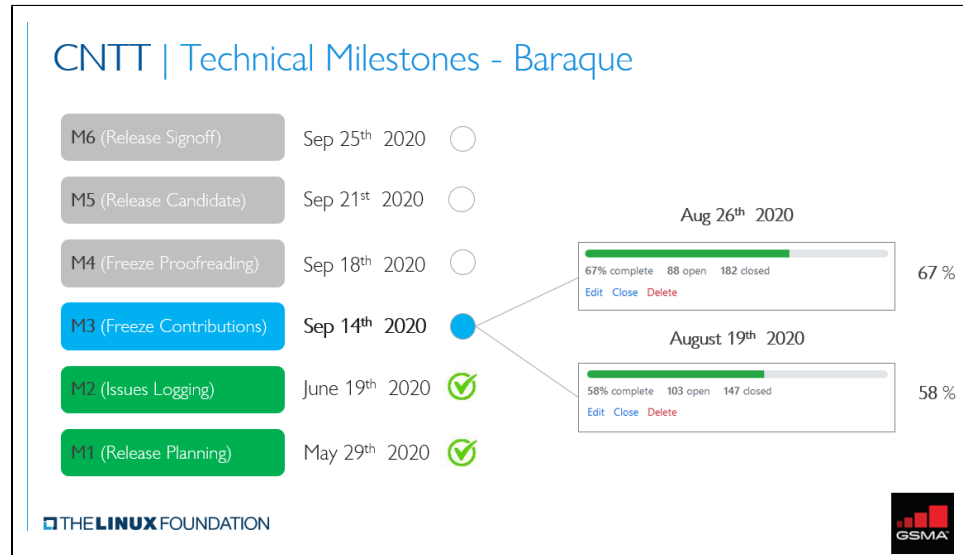 CNTT | Technical Milestones - Baraque
M6 (Release Signoff) Sep 25th 2020
M5 (Release Candidate) Sep 21st 2020
Aug 26th 2020
M4 (Freeze Proofreading) Sep 18th 2020
67% complete 88 open 182 closed
67 %
Edit Close Delete
M3 (Freeze Contributions) Sep 14th 2020
August 19th 2020
M2 (Issues Logging) June 19th 2020
58% complete 103 open 147 closed
58 %
Edit Close Delete
M1 (Release Planning) May 29th 2020
THE LINUX FOUNDATION
GSMA™